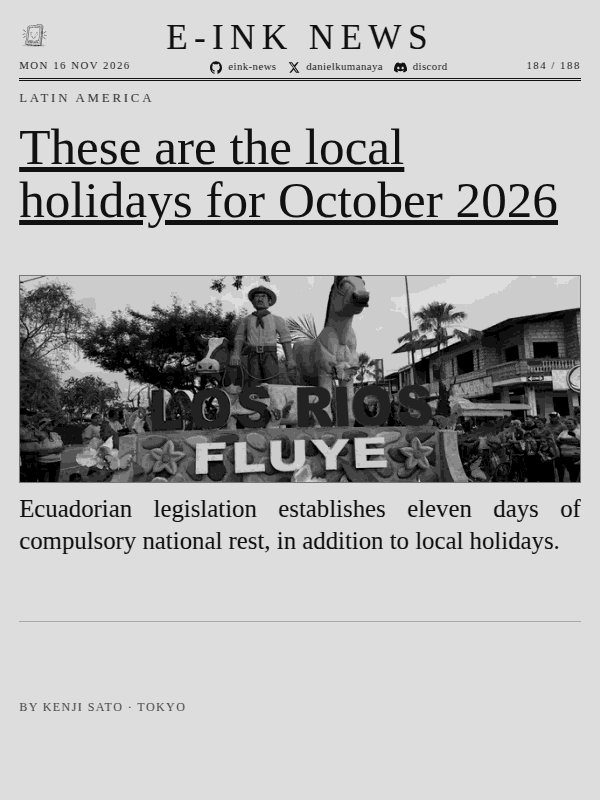 E-INK NEWS
MON 16 NOV 2026
eink-news
danielkumanaya
discord
184 / 188
LATIN AMERICA
These are the local
holidays for October 2026
LOS RIOS
FLUYE
Ecuadorian legislation establishes eleven days of
compulsory national rest, in addition to local holidays.
BY KENJI SATO · TOKYO